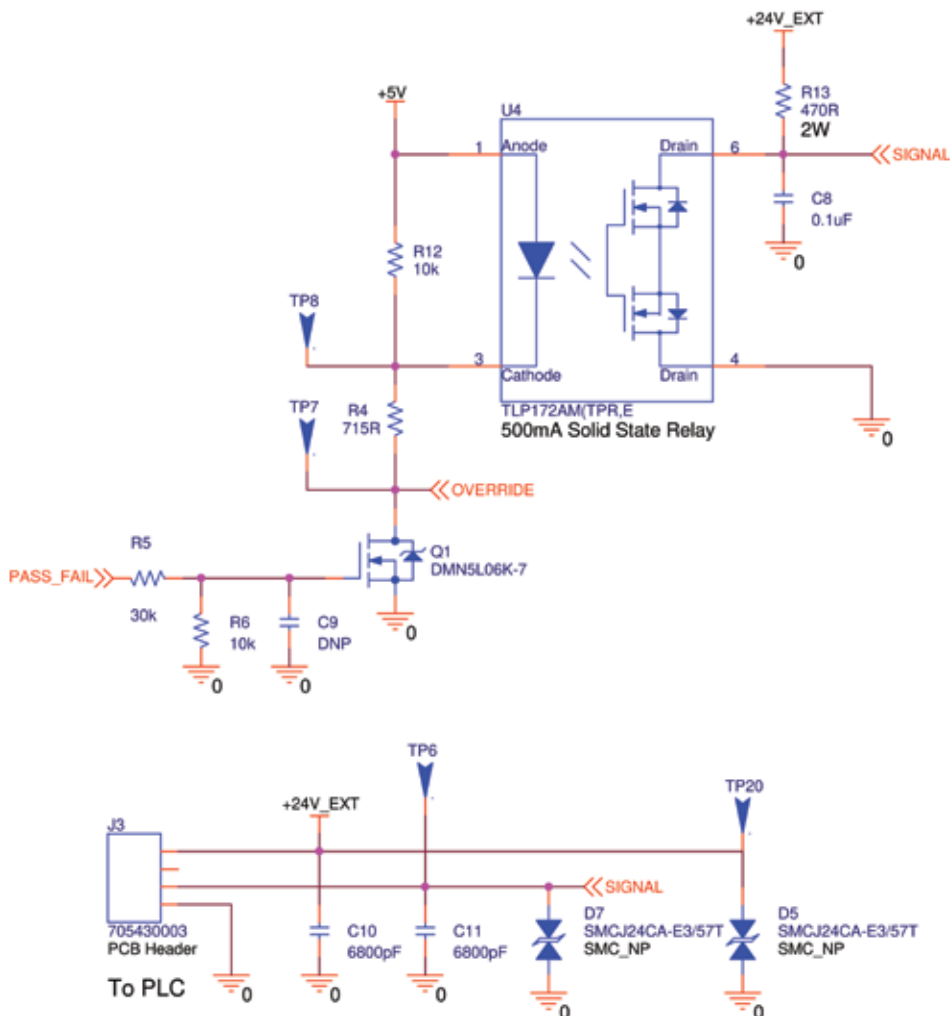 +24V_EXT
R13
470R
2W
+5V
U4
1
Anode
Drain
6
SIGNAL
C8
0.1uF
0
R12
10k
TP8
3
Cathode
Drain
4
TLP172AM(TPR,E
500mA Solid State Relay
0
TP7
R4
715R
OVERRIDE
Q1
DMN5L06K-7
0
PASS_FAIL
R5
30k
R6
10k
0
C9
DNP
0
TP6
TP20
+24V_EXT
J3
705430003
PCB Header
To PLC
0
SIGNAL
C10
6800pF
0
C11
6800pF
0
D7
SMCJ24CA-E3/57T
SMC_NP
0
D5
SMCJ24CA-E3/57T
SMC_NP
0